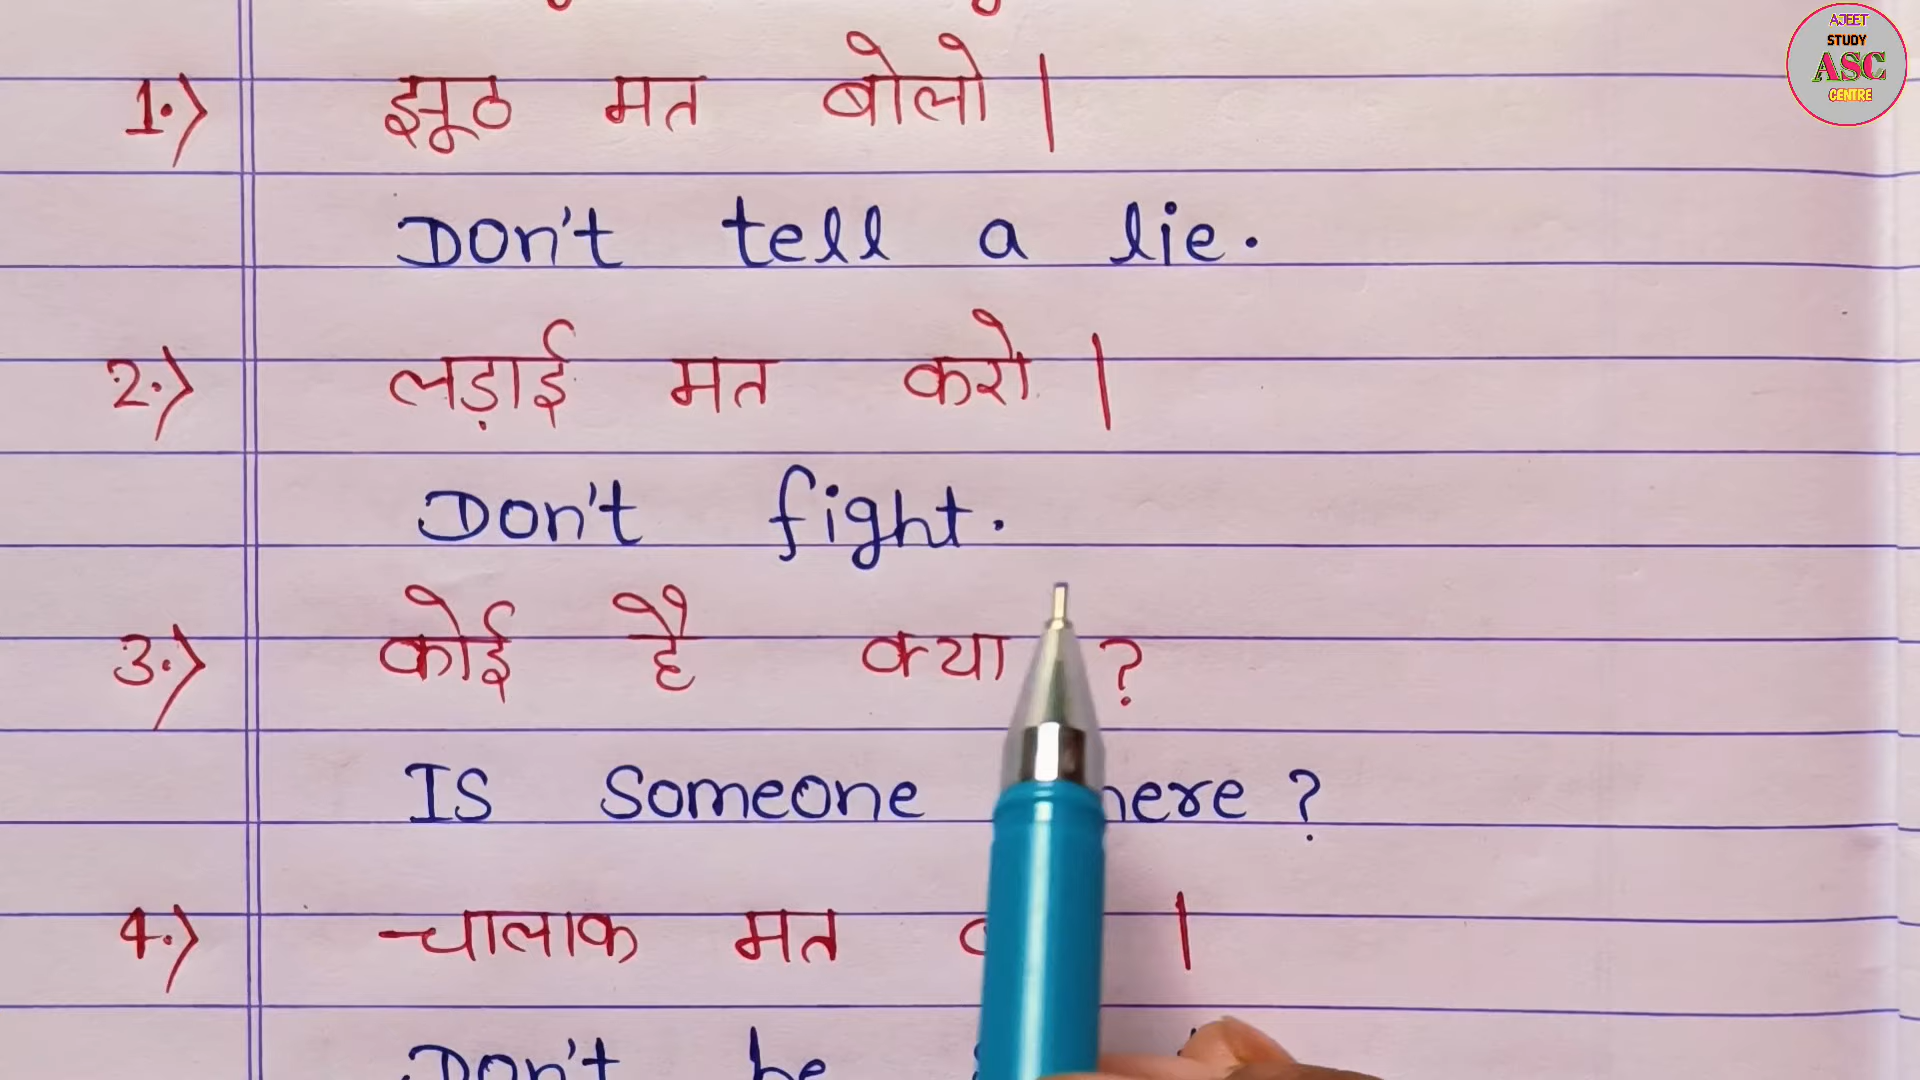 AJEET
STUDY
ASC
CENTRE
1.) झूठ मत बोलो |
Don't tell a lie.
2.) लड़ाई मत करो |
Don't fight.
3.) कोई है क्या ?
Is Someone ?
4.) चालाक मत |
Don't be